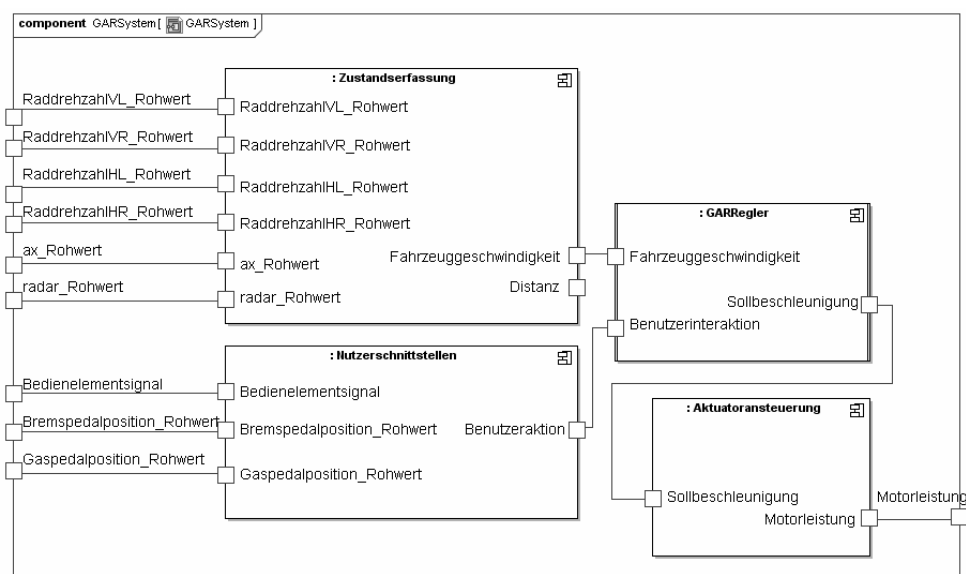 component GARSystem[ GARSystem ]
: Zustandserfassung
RaddrehzahlVL_Rohwert
RaddrehzahlVL_Rohwert
RaddrehzahlVR_Rohwert
RaddrehzahlVR_Rohwert
RaddrehzahlHL_Rohwert
RaddrehzahlHL_Rohwert
RaddrehzahlHR_Rohwert
RaddrehzahlHR_Rohwert
ax_Rohwert
ax_Rohwert
radar_Rohwert
radar_Rohwert
Fahrzeuggeschwindigkeit
Distanz
: GARRegler
Fahrzeuggeschwindigkeit
Sollbeschleunigung
Benutzerinteraktion
: Nutzerschnittstellen
Bedienelementsignal
Bedienelementsignal
Bremspedalposition_Rohwert
Bremspedalposition_Rohwert
Benutzeraktion
Gaspedalposition_Rohwert
Gaspedalposition_Rohwert
: Aktuatoransteuerung
Sollbeschleunigung
Motorleistung
Motorleistung